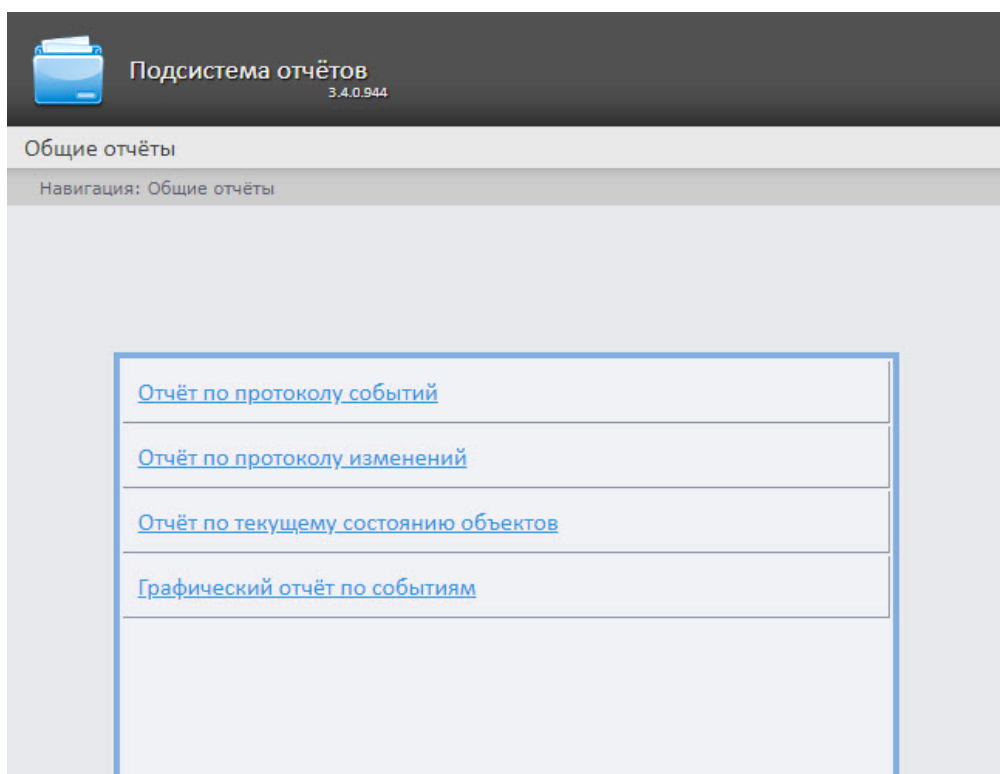 Подсистема отчётов
3.4.0.944
Общие отчёты
Навигация: Общие отчёты
Отчёт по протоколу событий
Отчёт по протоколу изменений
Отчёт по текущему состоянию объектов
Графический отчёт по событиям